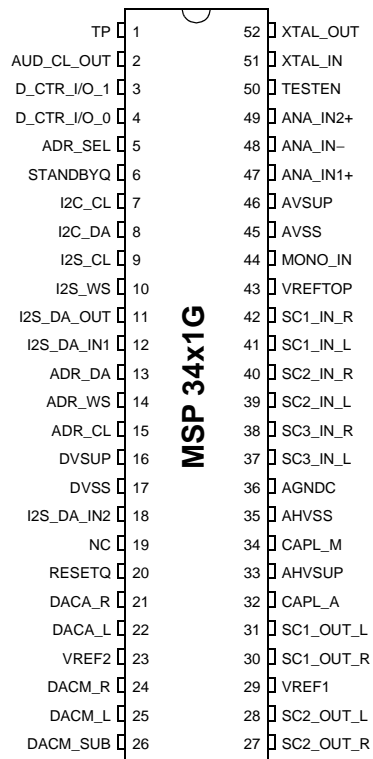 TP 1 52 XTAL_OUT
AUD_CL_OUT 2 51 XTAL_IN
D_CTR_I/O_1 3 50 TESTEN
D_CTR_I/O_0 4 49 ANA_IN2+
ADR_SEL 5 48 ANA_IN−
STANDBYQ 6 47 ANA_IN1+
I2C_CL 7 46 AVSUP
I2C_DA 8 45 AVSS
I2S_CL 9 44 MONO_IN
I2S_WS 10 43 VREFTOP
I2S_DA_OUT 11 42 SC1_IN_R
I2S_DA_IN1 12 41 SC1_IN_L
ADR_DA 13 40 SC2_IN_R
ADR_WS 14 39 SC2_IN_L
ADR_CL 15 38 SC3_IN_R
DVSUP 16 37 SC3_IN_L
DVSS 17 36 AGNDC
I2S_DA_IN2 18 35 AHVSS
NC 19 34 CAPL_M
RESETQ 20 33 AHVSUP
DACA_R 21 32 CAPL_A
DACA_L 22 31 SC1_OUT_L
VREF2 23 30 SC1_OUT_R
DACM_R 24 29 VREF1
DACM_L 25 28 SC2_OUT_L
DACM_SUB 26 27 SC2_OUT_R
MSP 34x1G